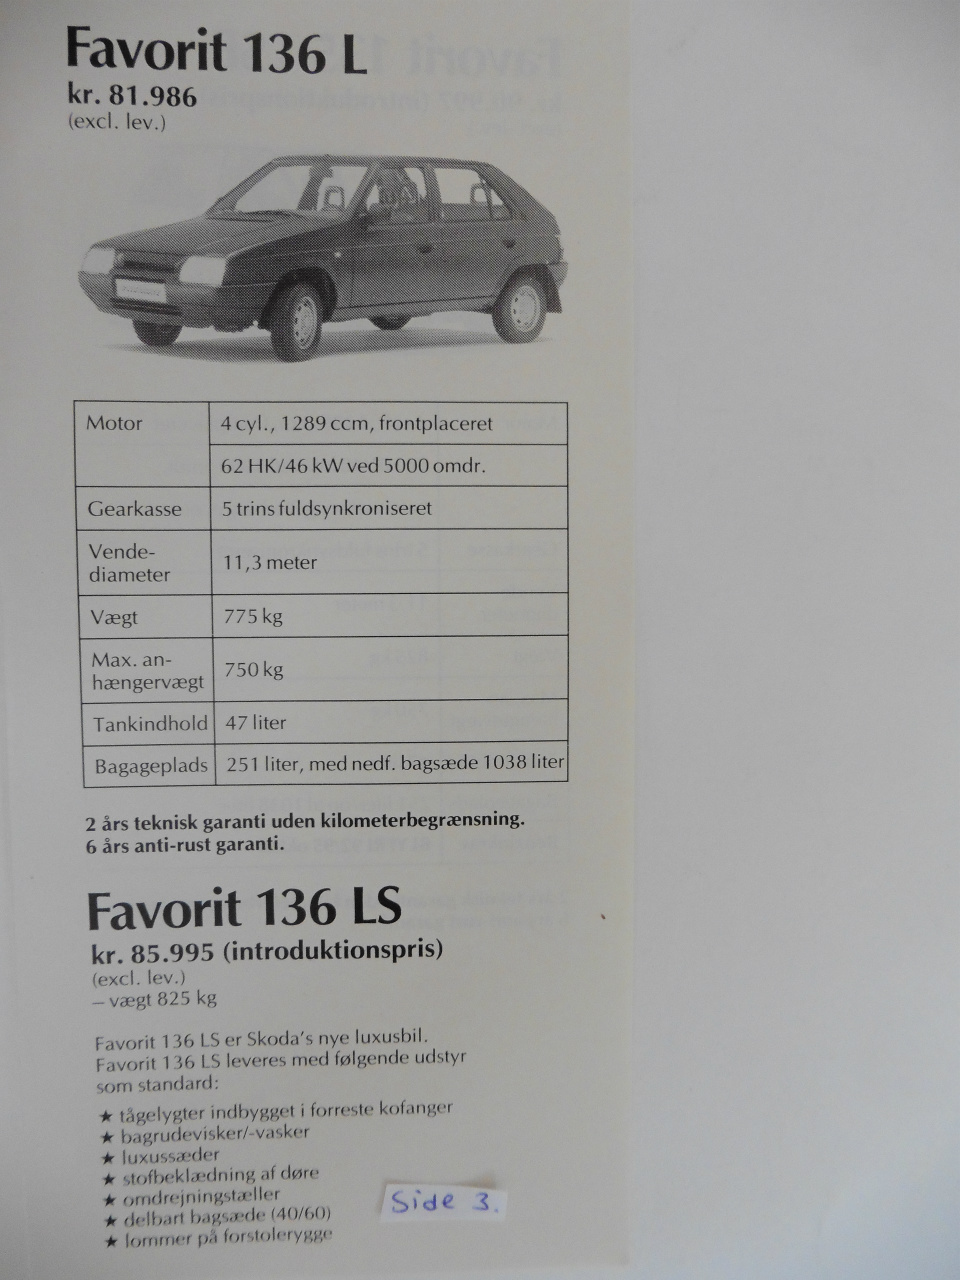 Favorit 136 L
kr. 81.986
(excl. lev.)
Motor
4 cyl., 1289 ccm, frontplaceret
62 HK/46 kW ved 5000 omdr.
Gearkasse
5 trins fuldsynkroniseret
Vende-
diameter
11,3 meter
Vægt
775 kg
Max. an-
hængervægt
750 kg
Tankindhold
47 liter
Bagageplads
251 liter, med nedf. bagsæde 1038 liter
2 års teknisk garanti uden kilometerbegrænsning.
6 års anti-rust garanti.
Favorit 136 LS
kr. 85.995 (introduktionspris)
(excl. lev.)
– vægt 825 kg
Favorit 136 LS er Skoda's nye luxusbil.
Favorit 136 LS leveres med følgende udstyr
som standard:
★ tågelygter indbygget i forreste kofanger
★ bagrudevisker/-vasker
★ luxussæder
★ stofbeklædning af døre
★ omdrejningstæller
★ delbart bagsæde (40/60)
★ lommer på forstolerygge
Side 3.